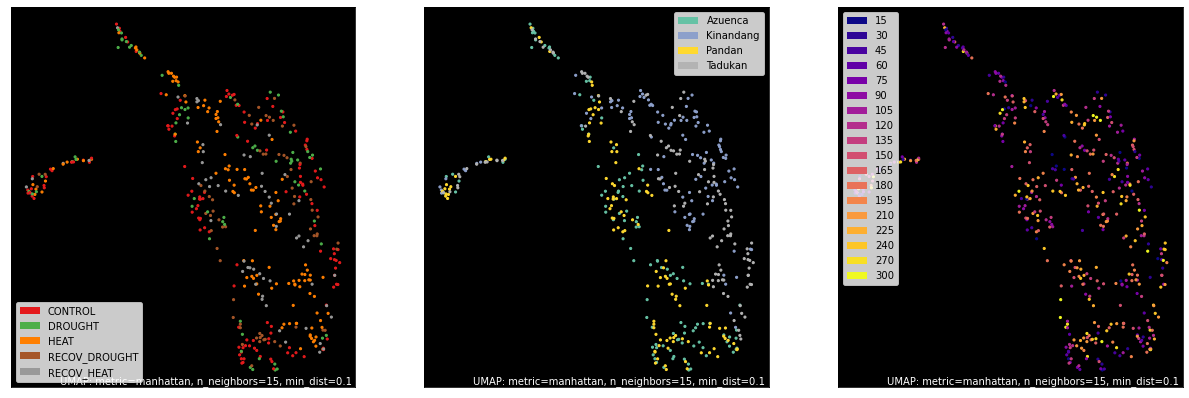 CONTROL
DROUGHT
HEAT
RECOV_DROUGHT
RECOV_HEAT
UMAP: metric=manhattan, n_neighbors=15, min_dist=0.1
Azuenca
Kinandang
Pandan
Tadukan
UMAP: metric=manhattan, n_neighbors=15, min_dist=0.1
15
30
45
60
75
90
105
120
135
150
165
180
195
210
225
240
270
300
UMAP: metric=manhattan, n_neighbors=15, min_dist=0.1